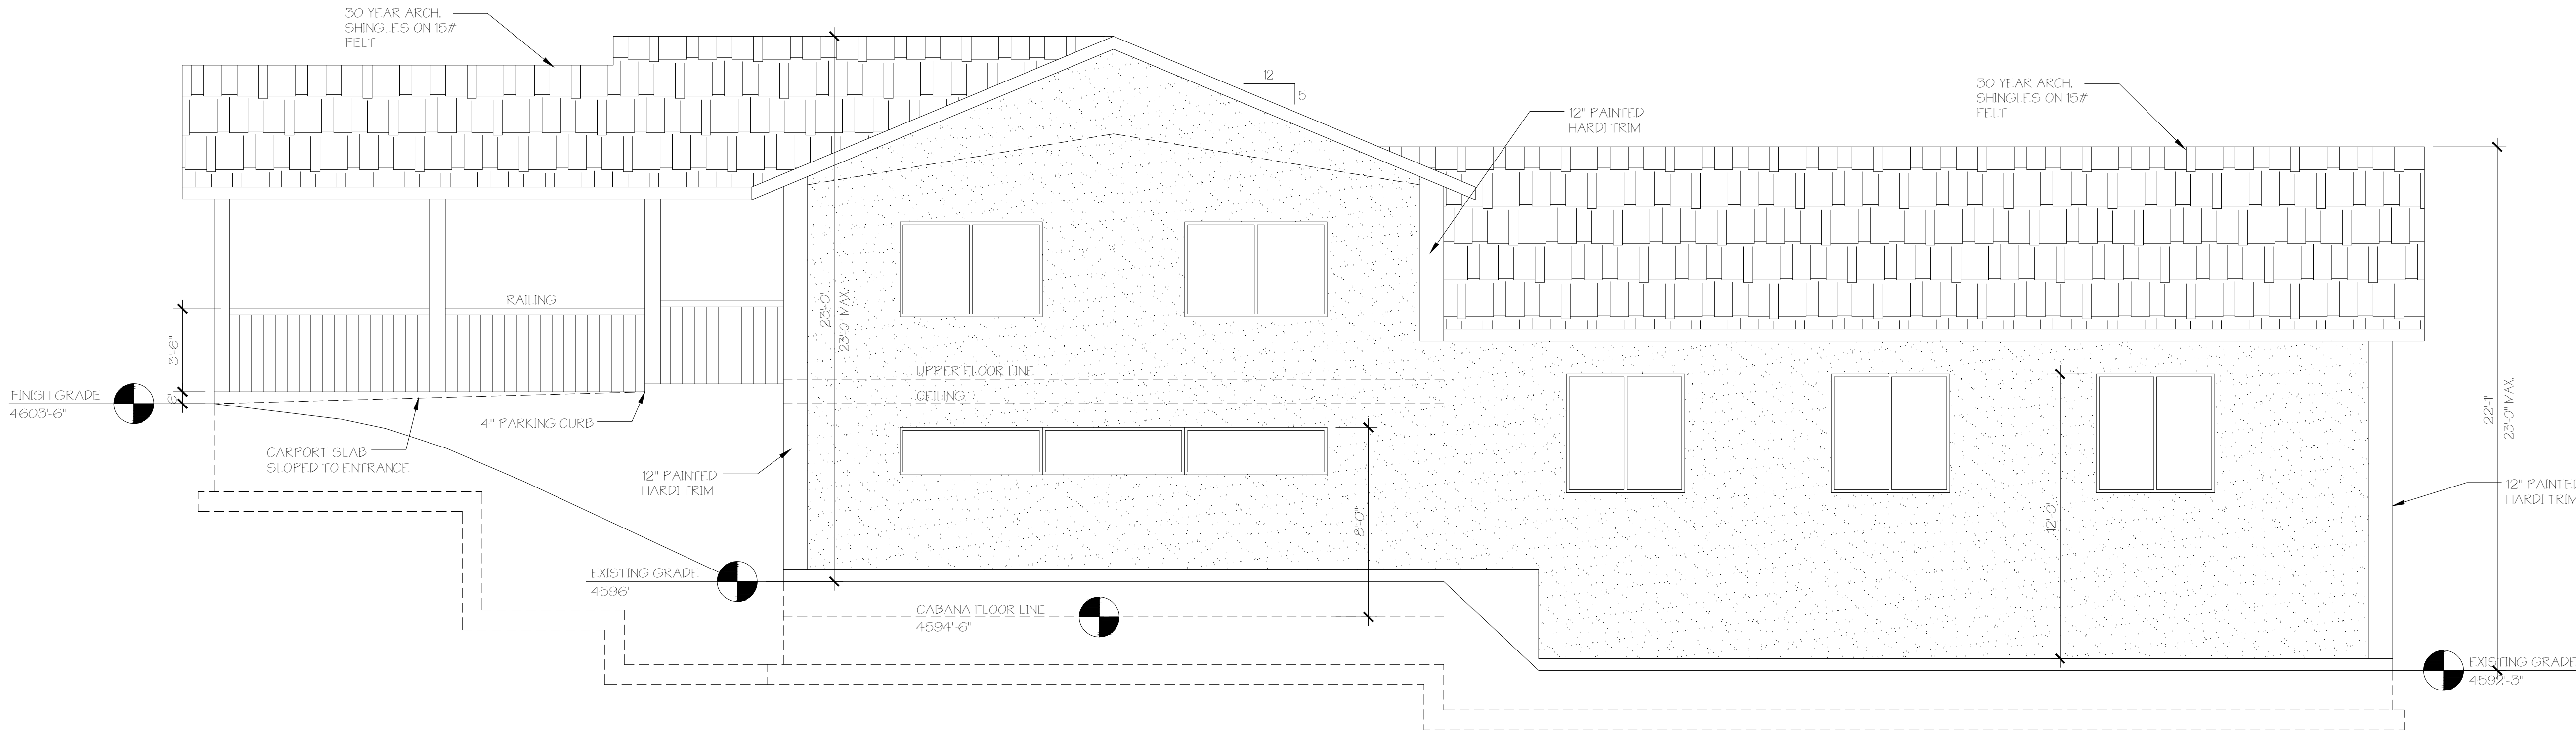 30 YEAR ARCH.
SHINGLES ON 15#
FELT
12
5
12" PAINTED
HARDI TRIM
30 YEAR ARCH.
SHINGLES ON 15#
FELT
RAILING
3'-6"
6"
FINISH GRADE
4603'-6"
CARPORT SLAB
SLOPED TO ENTRANCE
4" PARKING CURB
12" PAINTED
HARDI TRIM
23'-0"
23'-0" MAX.
UPPER FLOOR LINE
CEILING
8'-0"
12'-0"
22'-1"
23'-0" MAX.
12" PAINTED
HARDI TRIM
EXISTING GRADE
4596'
CABANA FLOOR LINE
4594'-6"
EXISTING GRADE
4592'-3"